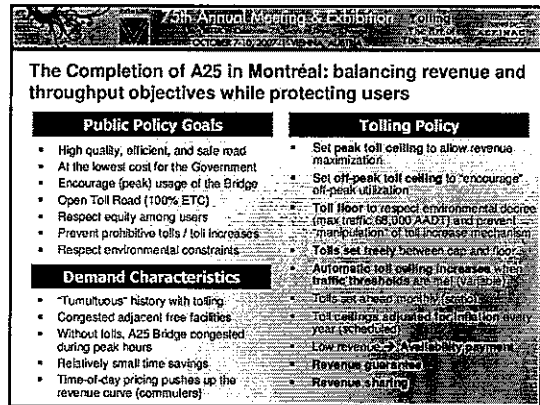 75th Annual Meeting & Exhibition
OCTOBER 7-10, 2007 VIENNA, AUSTRIA
Tolling
The Completion of A25 in Montréal: balancing revenue and
throughput objectives while protecting users
Public Policy Goals
• High quality, efficient, and safe road
• At the lowest cost for the Government
• Encourage (peak) usage of the Bridge
• Open Toll Road (100% ETC)
• Respect equity among users
• Prevent prohibitive tolls / toll increases
• Respect environmental constraints
Demand Characteristics
• "Tumultuous" history with tolling
• Congested adjacent free facilities
• Without tolls, A25 Bridge congested
during peak hours
• Relatively small time savings
• Time-of-day pricing pushes up the
revenue curve (commuters)
Tolling Policy
• Set peak toll ceiling to allow revenue
maximization
• Set off-peak toll ceiling to "encourage"
off-peak utilization
• Toll floor to respect environmental decree
(max traffic 68,000 AADT) and prevent
"manipulation" of toll increase mechanism
• Tolls set freely between cap and floor
• Automatic toll ceiling increases when
traffic thresholds are met (variable)
• Tolls set ahead monthly
• Toll ceilings adjusted for inflation every
year (scheduled)
• Low revenue → Availability payment
• Revenue guarantee
• Revenue sharing